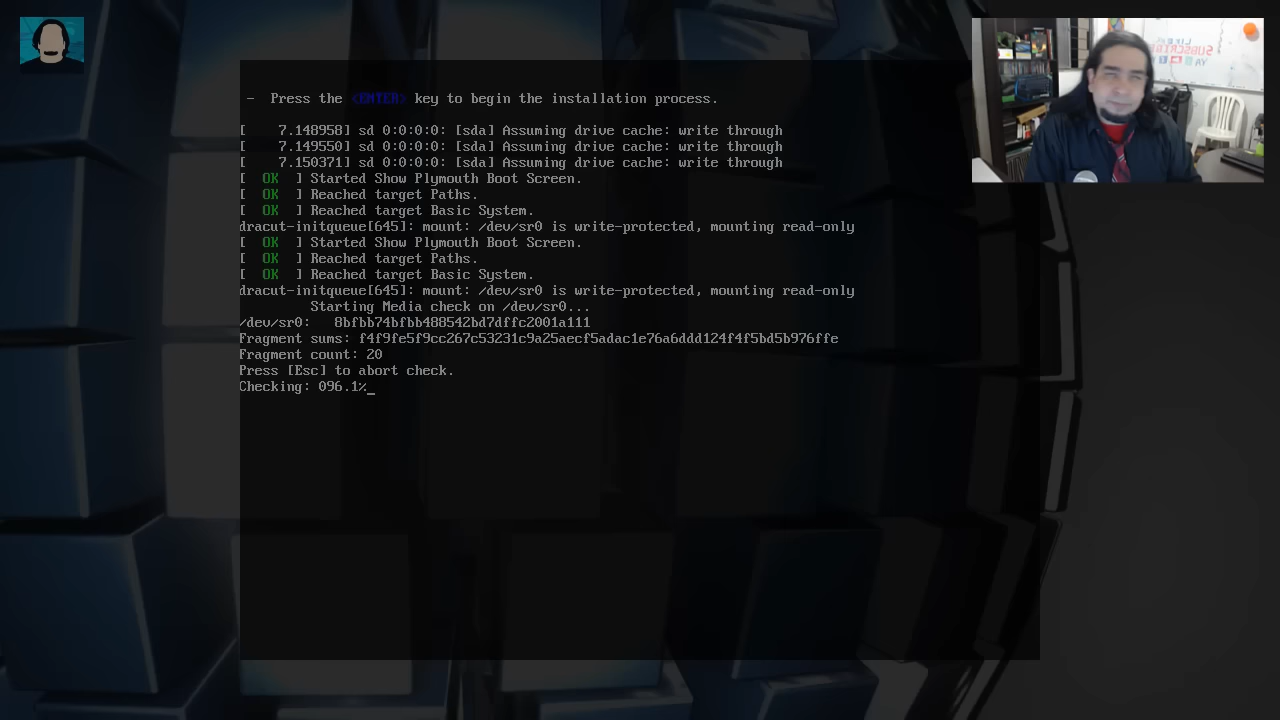 -  Press the <ENTER> key to begin the installation process.
[    7.148958] sd 0:0:0:0: [sda] Assuming drive cache: write through
[    7.149550] sd 0:0:0:0: [sda] Assuming drive cache: write through
[    7.150371] sd 0:0:0:0: [sda] Assuming drive cache: write through
[  OK  ] Started Show Plymouth Boot Screen.
[  OK  ] Reached target Paths.
[  OK  ] Reached target Basic System.
dracut-initqueue[645]: mount: /dev/sr0 is write-protected, mounting read-only
[  OK  ] Started Show Plymouth Boot Screen.
[  OK  ] Reached target Paths.
[  OK  ] Reached target Basic System.
dracut-initqueue[645]: mount: /dev/sr0 is write-protected, mounting read-only
Starting Media check on /dev/sr0...
/dev/sr0:   8bfbb74bfbb488542bd7dffc2001a111
Fragment sums: f4f9fe5f9cc267c53231c9a25aecf5adac1e76a6ddd124f4f5bd5b976ffe
Fragment count: 20
Press [Esc] to abort check.
Checking: 096.1%_
LIKE
SUBSCRIBE
YA